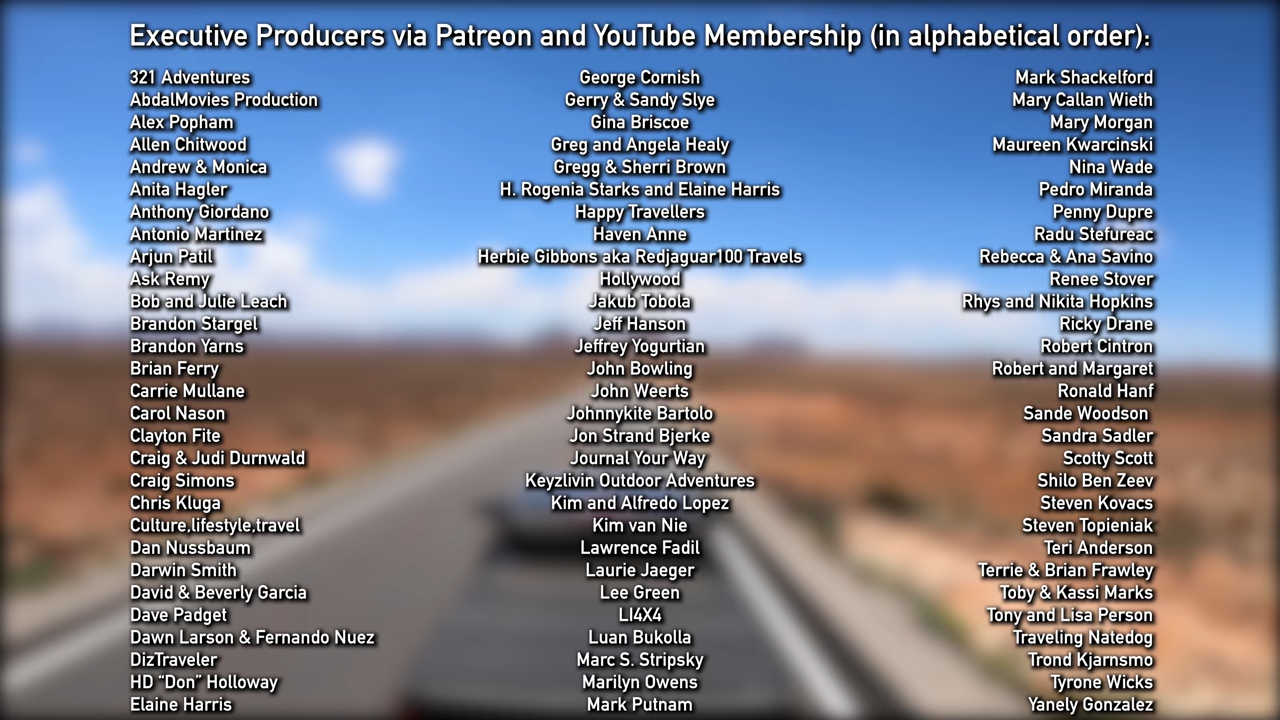 Executive Producers via Patreon and YouTube Membership (in alphabetical order):
321 Adventures
AbdalMovies Production
Alex Popham
Allen Chitwood
Andrew & Monica
Anita Hagler
Anthony Giordano
Antonio Martinez
Arjun Patil
Ask Remy
Bob and Julie Leach
Brandon Stargel
Brandon Yarns
Brian Ferry
Carrie Mullane
Carol Nason
Clayton Fite
Craig & Judi Durnwald
Craig Simons
Chris Kluga
Culture,lifestyle,travel
Dan Nussbaum
Darwin Smith
David & Beverly Garcia
Dave Padget
Dawn Larson & Fernando Nuez
DizTraveler
HD “Don” Holloway
Elaine Harris
George Cornish
Gerry & Sandy Slye
Gina Briscoe
Greg and Angela Healy
Gregg & Sherri Brown
H. Rogenia Starks and Elaine Harris
Happy Travellers
Haven Anne
Herbie Gibbons aka Redjaguar100 Travels
Hollywood
Jakub Tobola
Jeff Hanson
Jeffrey Yogurtian
John Bowling
John Weerts
Johnnykite Bartolo
Jon Strand Bjerke
Journal Your Way
Keyzlivin Outdoor Adventures
Kim and Alfredo Lopez
Kim van Nie
Lawrence Fadil
Laurie Jaeger
Lee Green
LI4X4
Luan Bukolla
Marc S. Stripsky
Marilyn Owens
Mark Putnam
Mark Shackelford
Mary Callan Wieth
Mary Morgan
Maureen Kwarcinski
Nina Wade
Pedro Miranda
Penny Dupre
Radu Stefureac
Rebecca & Ana Savino
Renee Stover
Rhys and Nikita Hopkins
Ricky Drane
Robert Cintron
Robert and Margaret
Ronald Hanf
Sande Woodson
Sandra Sadler
Scotty Scott
Shilo Ben Zeev
Steven Kovacs
Steven Topieniak
Teri Anderson
Terrie & Brian Frawley
Toby & Kassi Marks
Tony and Lisa Person
Traveling Natedog
Trond Kjarnsmo
Tyrone Wicks
Yanely Gonzalez